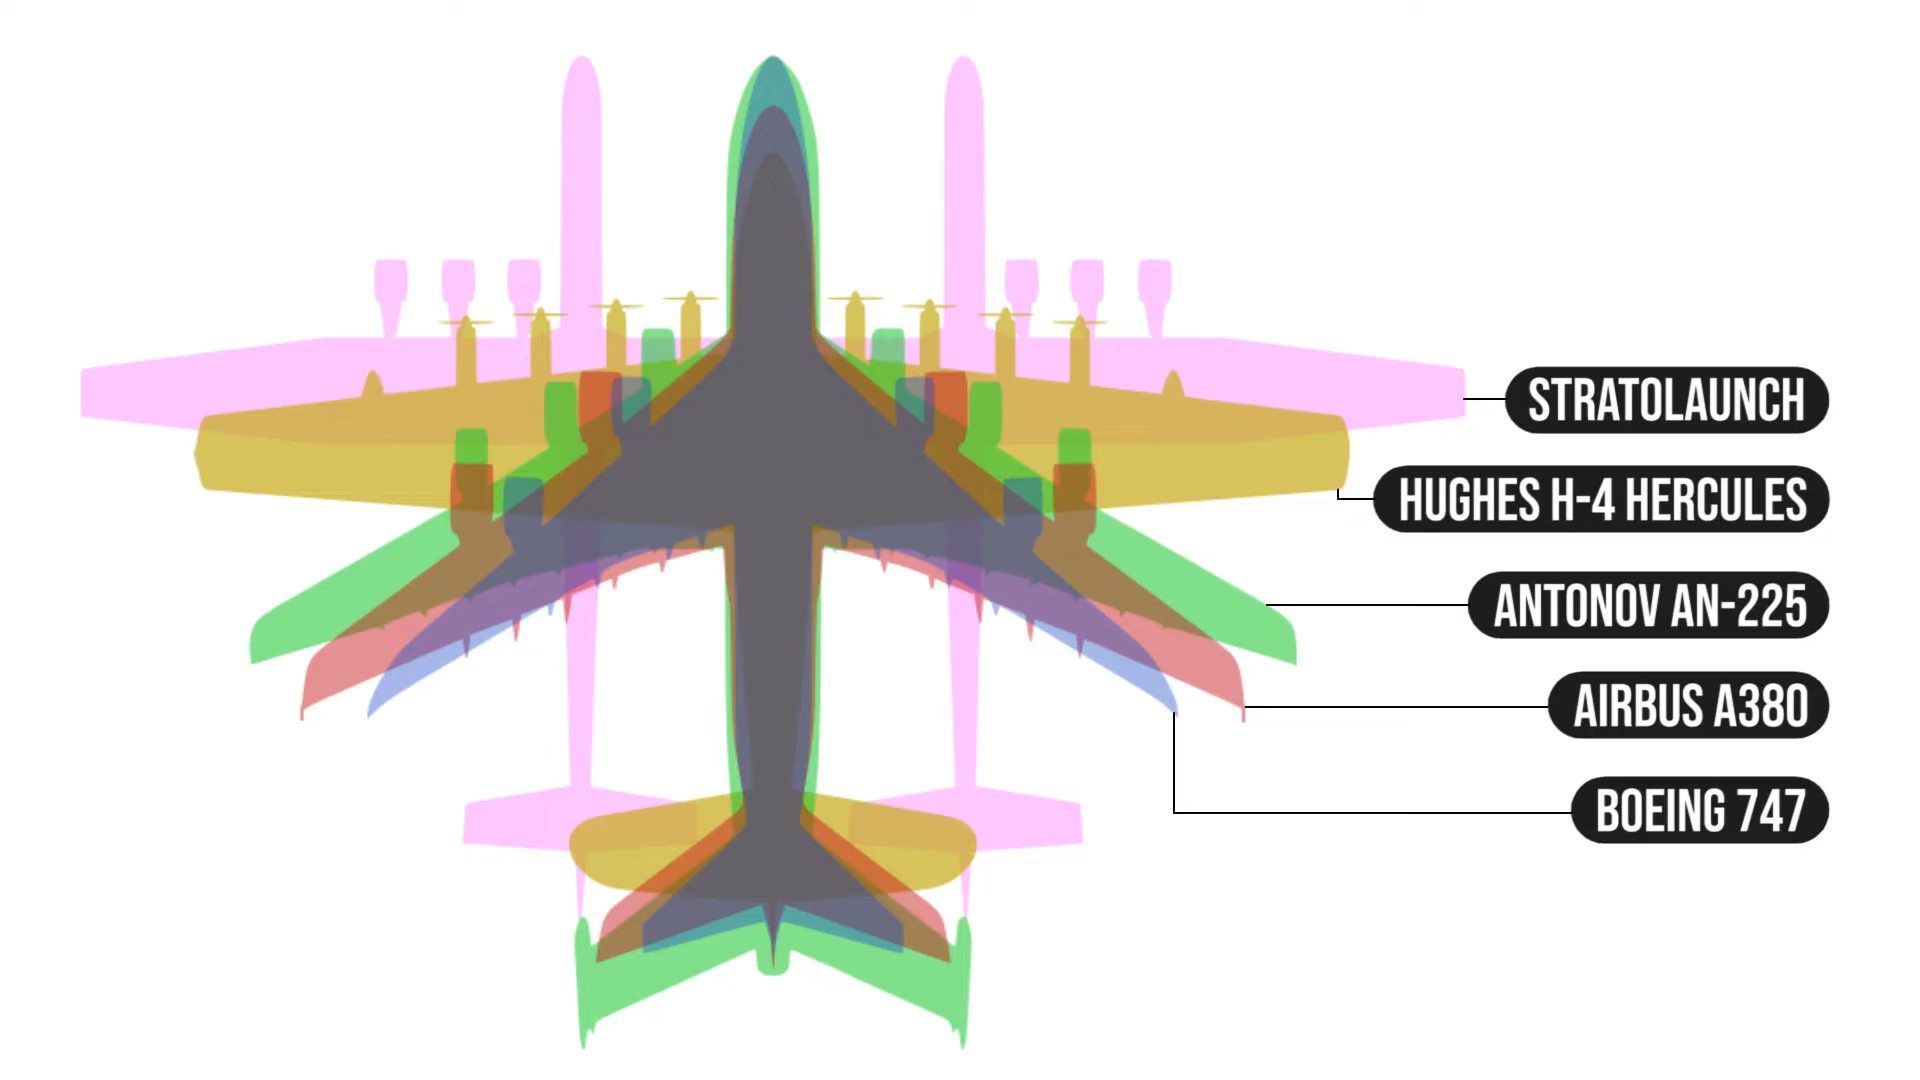 STRATOLAUNCH
HUGHES H-4 HERCULES
ANTONOV AN-225
AIRBUS A380
BOEING 747